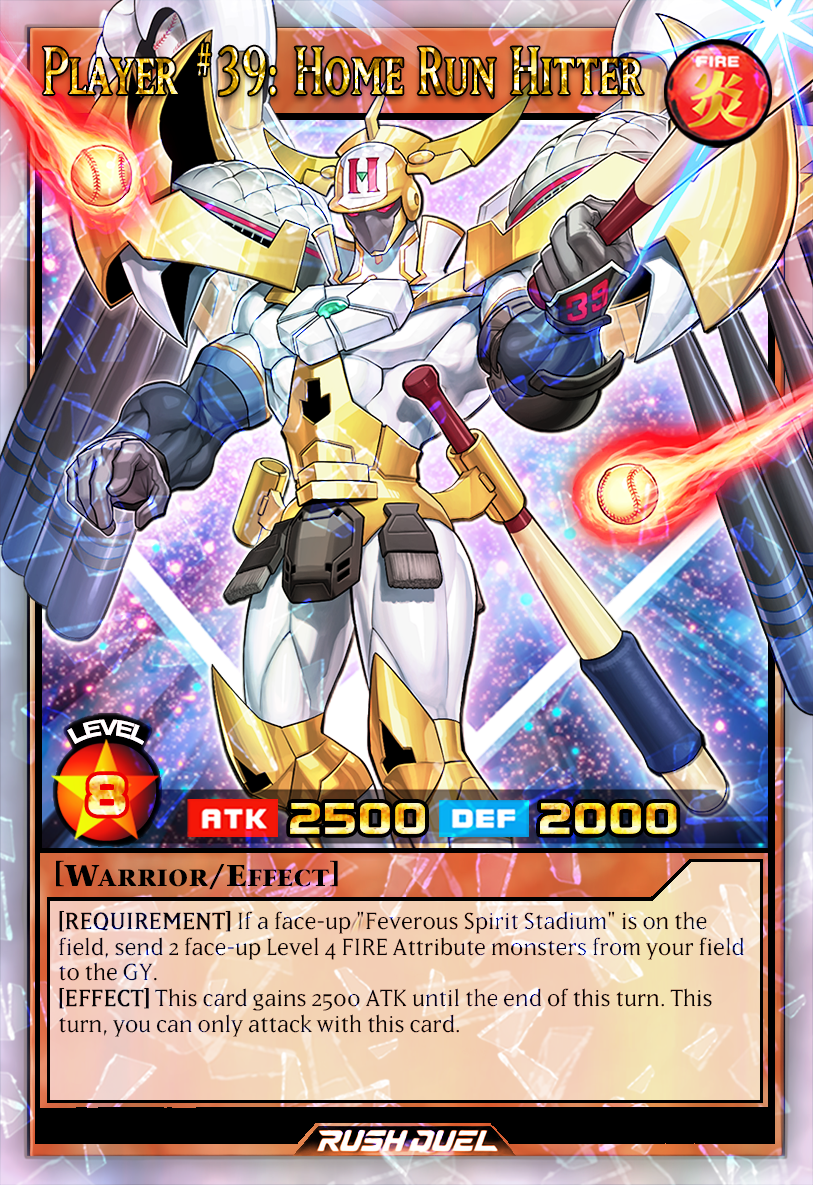 Player #39: Home Run Hitter
FIRE
炎
H
39
LEVEL
8
ATK 2500 DEF 2000
[Warrior/Effect]
[REQUIREMENT] If a face-up "Feverous Spirit Stadium" is on the
field, send 2 face-up Level 4 FIRE Attribute monsters from your field
to the GY.
[EFFECT] This card gains 2500 ATK until the end of this turn. This
turn, you can only attack with this card.
RUSH DUEL